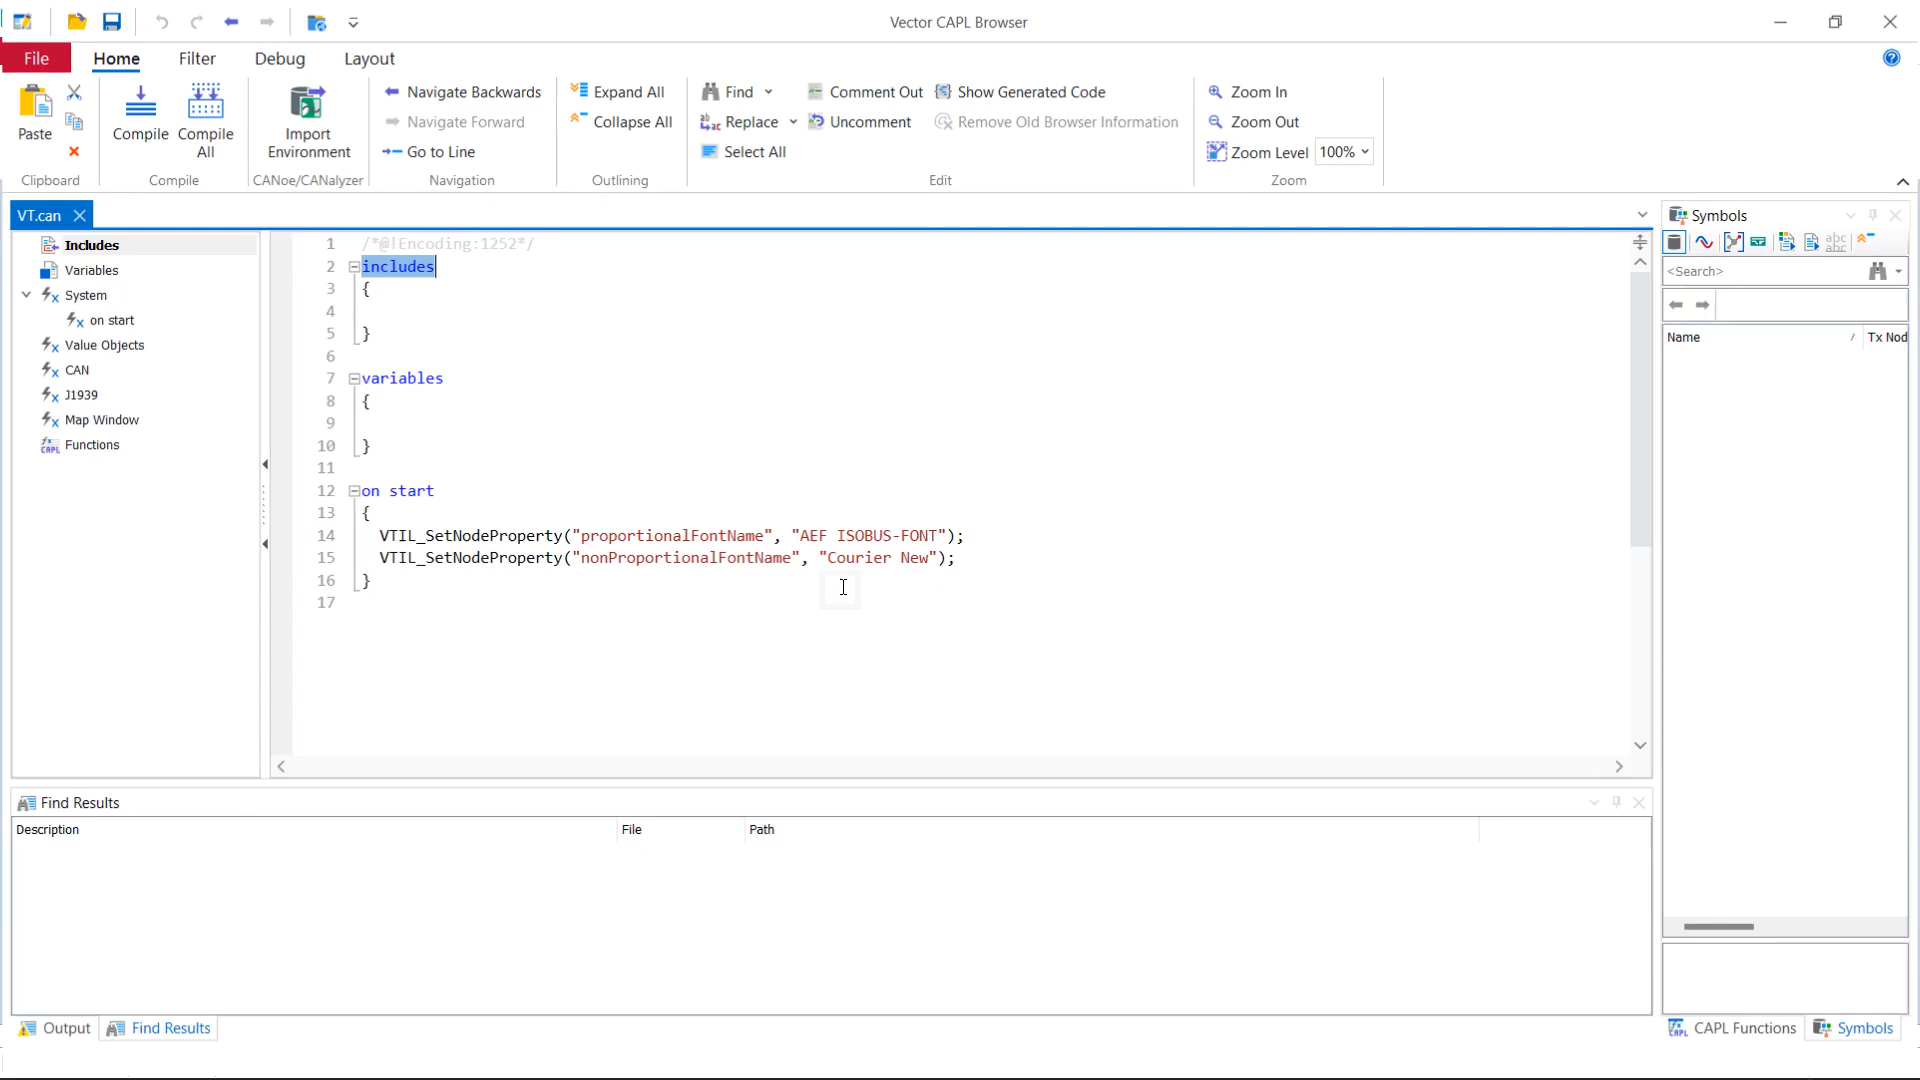 Vector CAPL Browser
File Home Filter Debug Layout
Paste
Clipboard
Compile
Compile All
Compile
Import Environment
CANoe/CANalyzer
Navigate Backwards
Navigate Forward
Go to Line
Navigation
Expand All
Collapse All
Outlining
Find
Replace
Select All
Comment Out
Uncomment
Show Generated Code
Remove Old Browser Information
Edit
Zoom In
Zoom Out
Zoom Level 100%
Zoom
VT.can
Includes
Variables
System
on start
Value Objects
CAN
J1939
Map Window
Functions
1 /*@!Encoding:1252*/
2 includes
3 {
4
5 }
6
7 variables
8 {
9
10 }
11
12 on start
13 {
14 VTIL_SetNodeProperty("proportionalFontName", "AEF ISOBUS-FONT");
15 VTIL_SetNodeProperty("nonProportionalFontName", "Courier New");
16 }
17
Symbols
abc
abc
<Search>
Name / Tx Nod
Find Results
Description File Path
Output Find Results
CAPL Functions Symbols